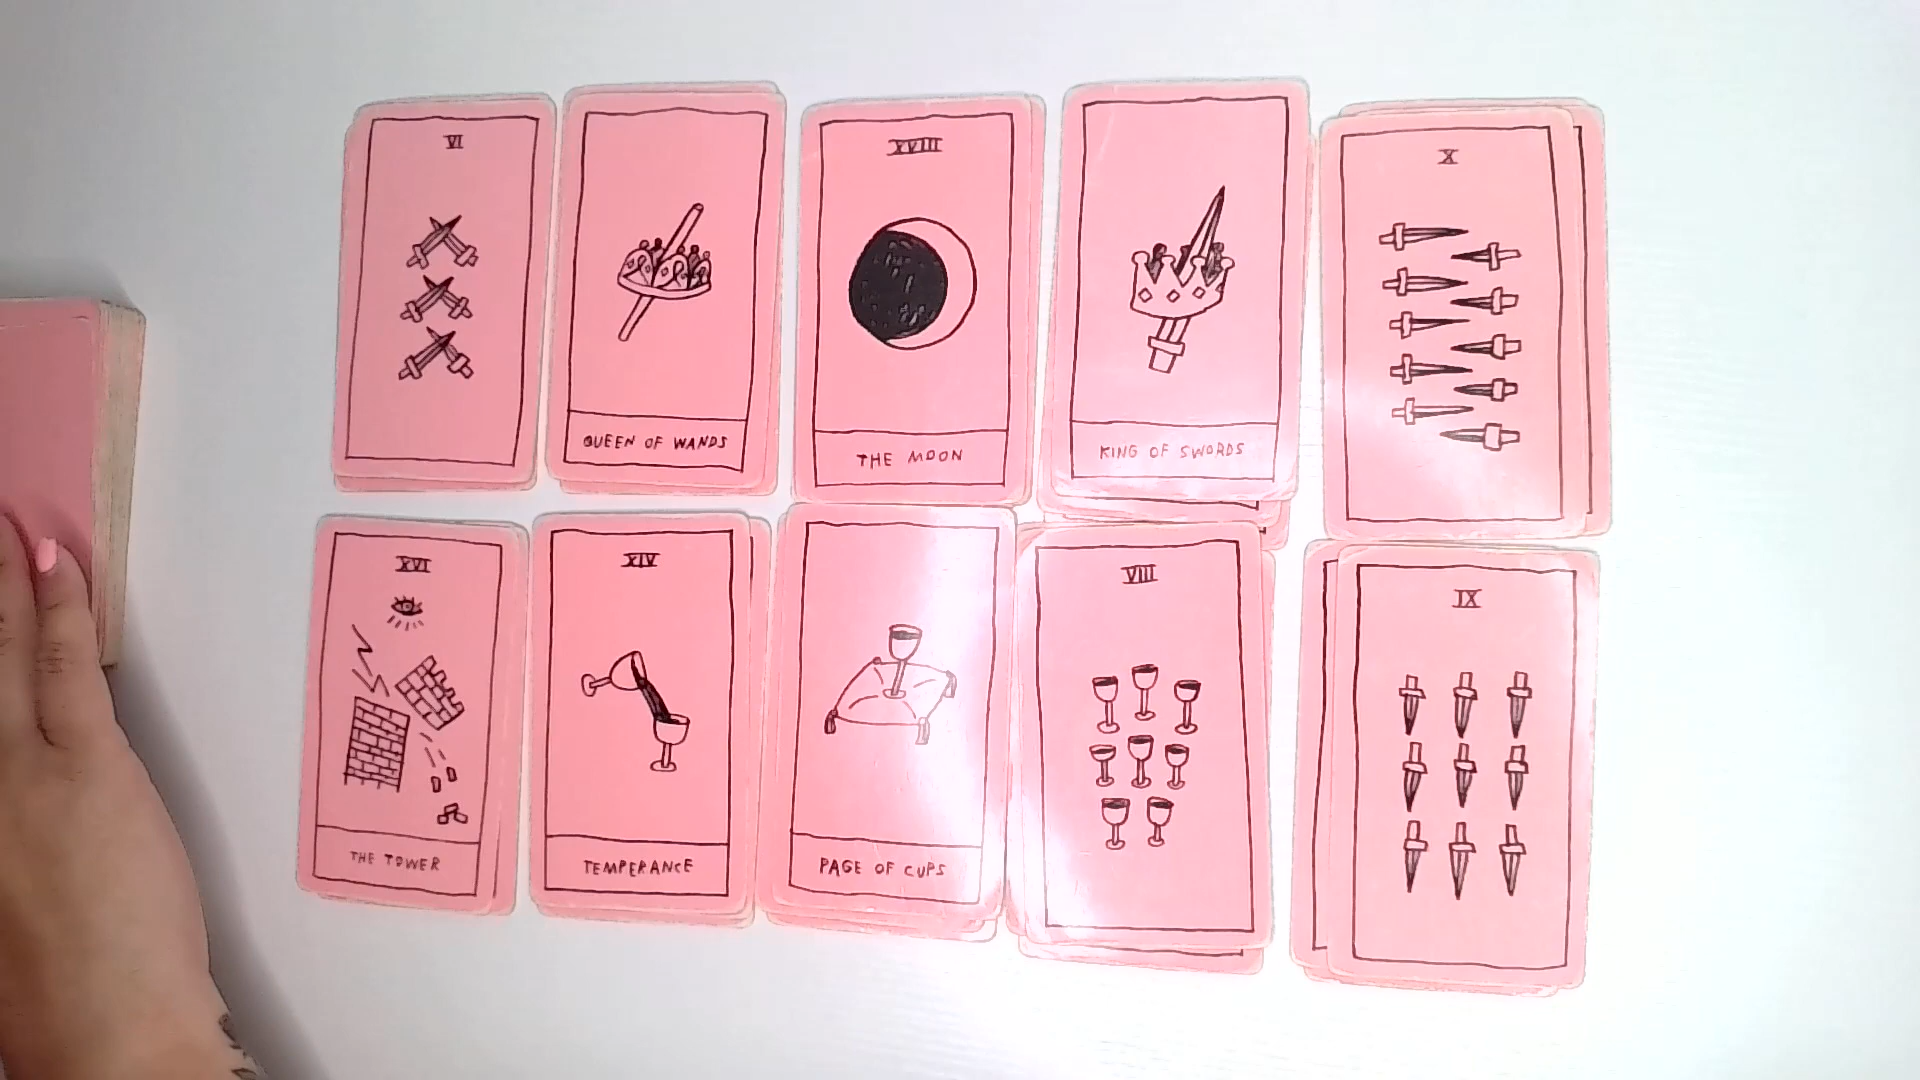 VI
QUEEN OF WANDS
XVIII
THE MOON
KING OF SWORDS
X
XVI
THE TOWER
XIV
TEMPERANCE
PAGE OF CUPS
VIII
IX